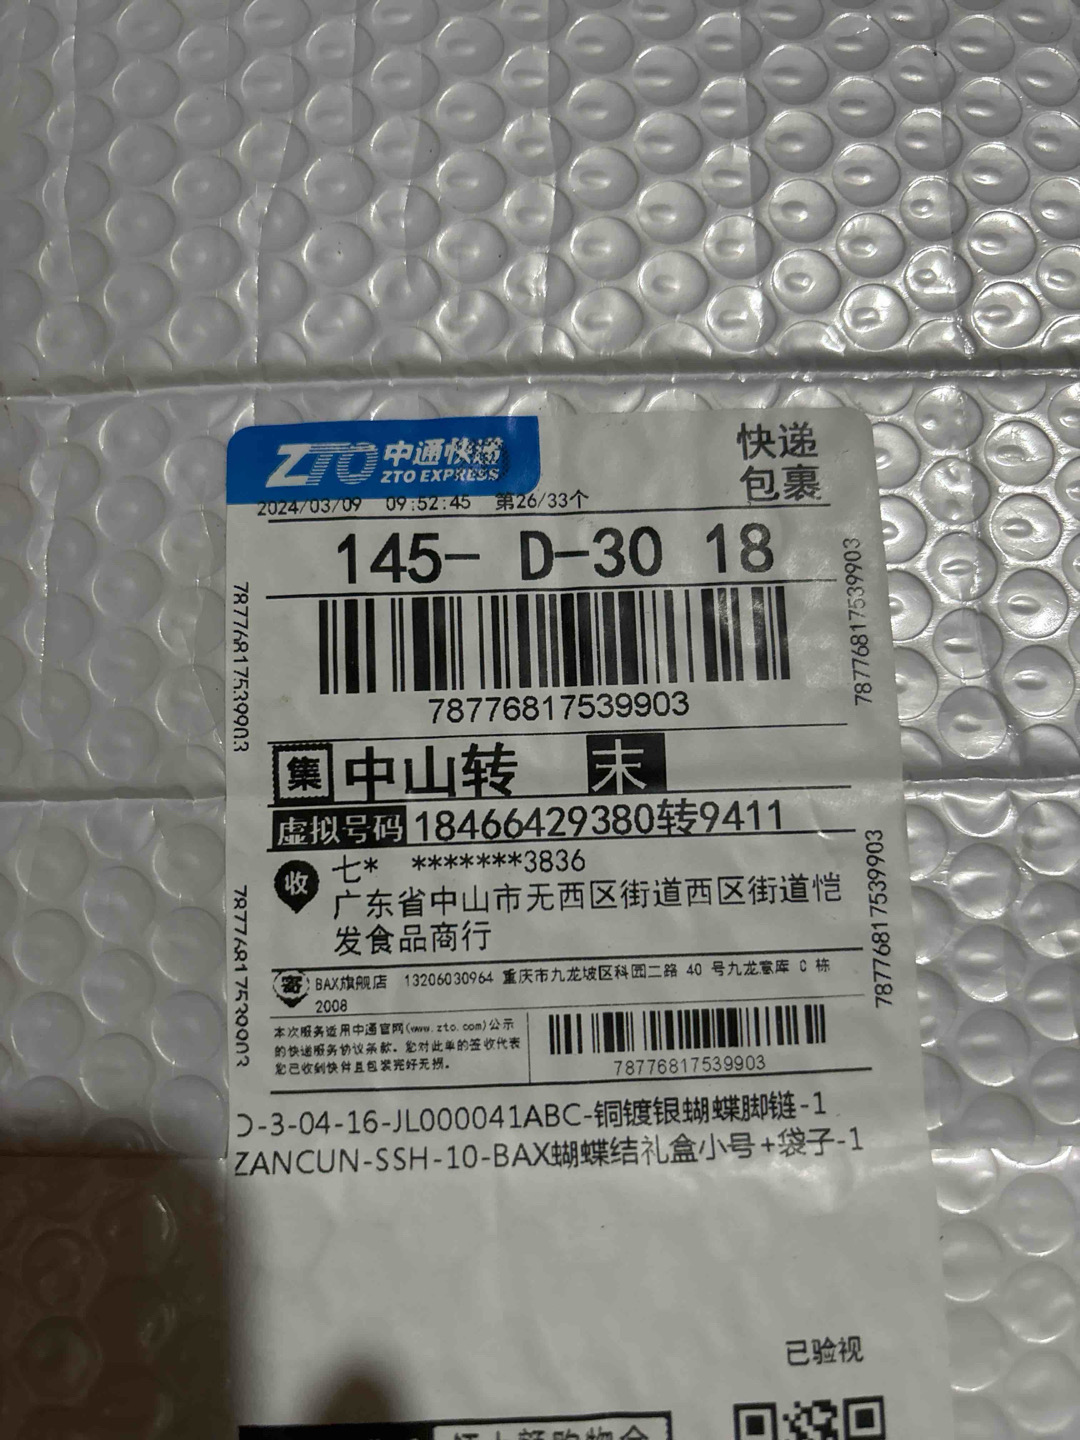 ZTO 中通快递
ZTO EXPRESS
快递
包裹
2024/03/09 09:52:45 第26/33个
145- D-30 18
78776817539903
78776817539903
78776817539903
集 中山转 末
虚拟号码 18466429380转9411
收 七* *******3836
广东省中山市无西区街道西区街道恺
发食品商行
78776817539903
78776817539903
寄 BAX旗舰店 13206030964 重庆市九龙坡区科园二路 40 号九龙意库 C 栋
2008
本次服务适用中通官网(www.zto.com)公示
的快递服务协议条款。您对此单的签收代表
您已收到快件且包装完好无损。
78776817539903
D-3-04-16-JL000041ABC-铜镀银蝴蝶脚链-1
ZANCUN-SSH-10-BAX蝴蝶结礼盒小号+袋子-1
已验视